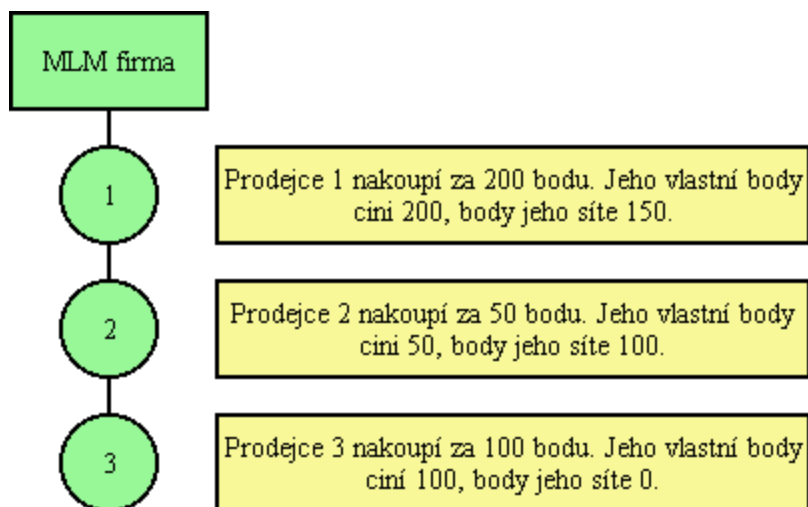 MLM firma
1
Prodejce 1 nakoupí za 200 bodu. Jeho vlastní body
cini 200, body jeho síte 150.
2
Prodejce 2 nakoupí za 50 bodu. Jeho vlastní body
cini 50, body jeho síte 100.
3
Prodejce 3 nakoupí za 100 bodu. Jeho vlastní body
ciní 100, body jeho síte 0.